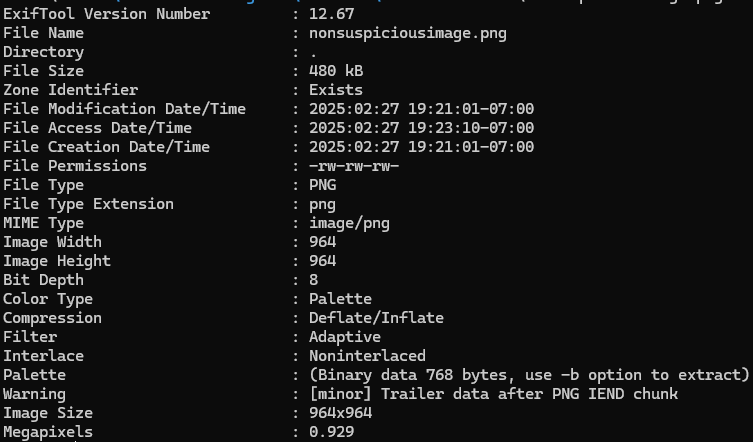 ExifTool Version Number         : 12.67
File Name                       : nonsuspiciousimage.png
Directory                       : .
File Size                       : 480 kB
Zone Identifier                 : Exists
File Modification Date/Time     : 2025:02:27 19:21:01-07:00
File Access Date/Time           : 2025:02:27 19:23:10-07:00
File Creation Date/Time         : 2025:02:27 19:21:01-07:00
File Permissions                : -rw-rw-rw-
File Type                       : PNG
File Type Extension             : png
MIME Type                       : image/png
Image Width                     : 964
Image Height                    : 964
Bit Depth                       : 8
Color Type                      : Palette
Compression                     : Deflate/Inflate
Filter                          : Adaptive
Interlace                       : Noninterlaced
Palette                         : (Binary data 768 bytes, use -b option to extract)
Warning                         : [minor] Trailer data after PNG IEND chunk
Image Size                      : 964x964
Megapixels                      : 0.929